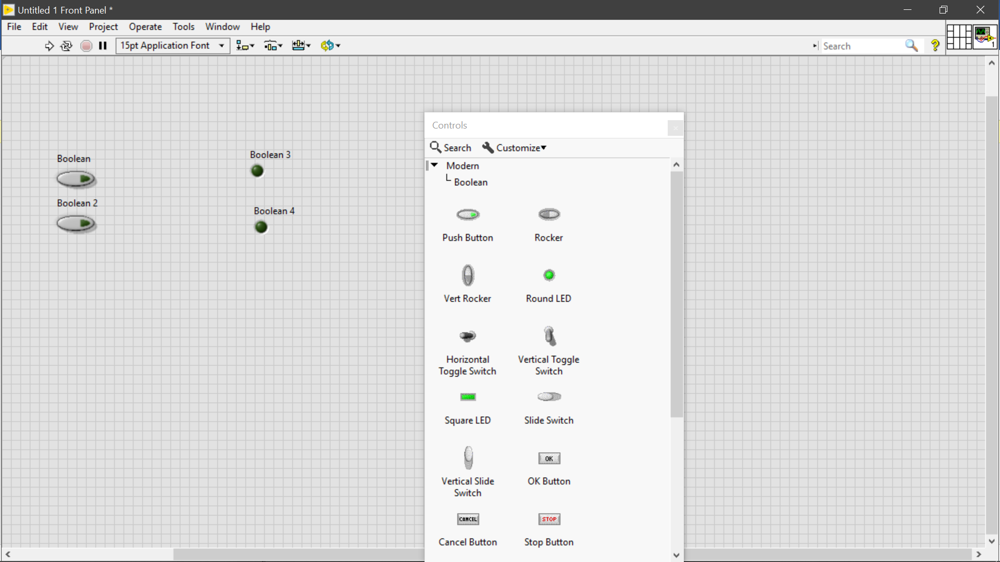 Untitled 1 Front Panel *
File Edit View Project Operate Tools Window Help
15pt Application Font
Search
?
1
Controls
Search Customize
Modern
Boolean
Boolean
Boolean 2
Boolean 3
Boolean 4
Push Button
Rocker
Vert Rocker
Round LED
Horizontal
Toggle Switch
Vertical Toggle
Switch
Square LED
Slide Switch
Vertical Slide
Switch
OK
OK Button
CANCEL
Cancel Button
STOP
Stop Button